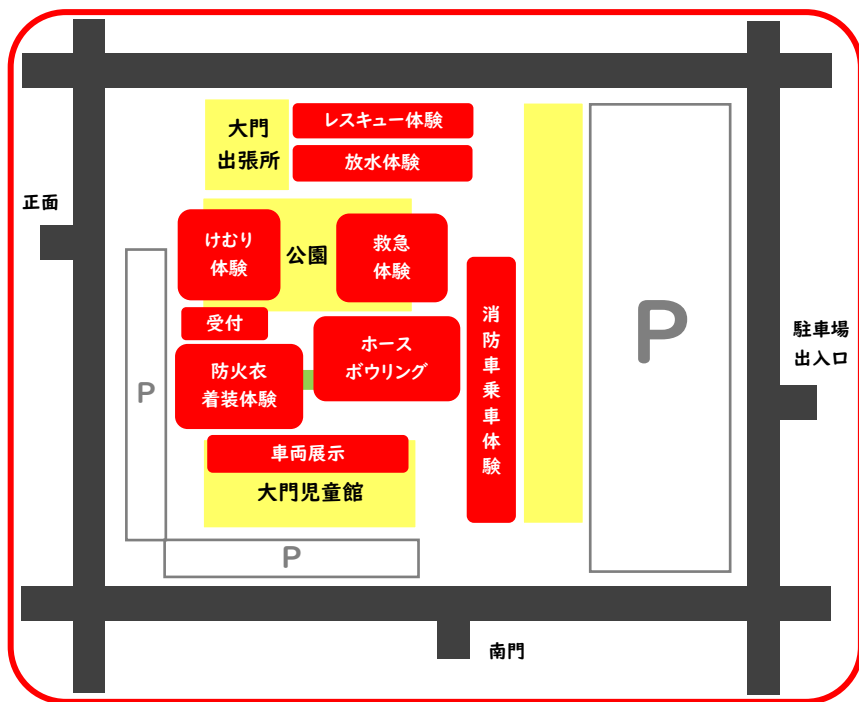 レスキュー体験
大門
出張所
放水体験
正面
けむり
体験
公園
救急
体験
受付
消防車乗車体験
P
駐車場
出入口
ホース
ボウリング
防火衣
着装体験
P
車両展示
大門児童館
P
南門